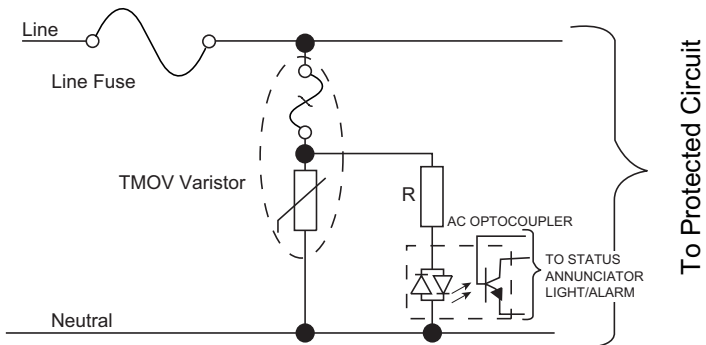 Line
Line Fuse
TMOV Varistor
R
AC OPTOCOUPLER
TO STATUS
ANNUNCIATOR
LIGHT/ALARM
Neutral
To Protected Circuit